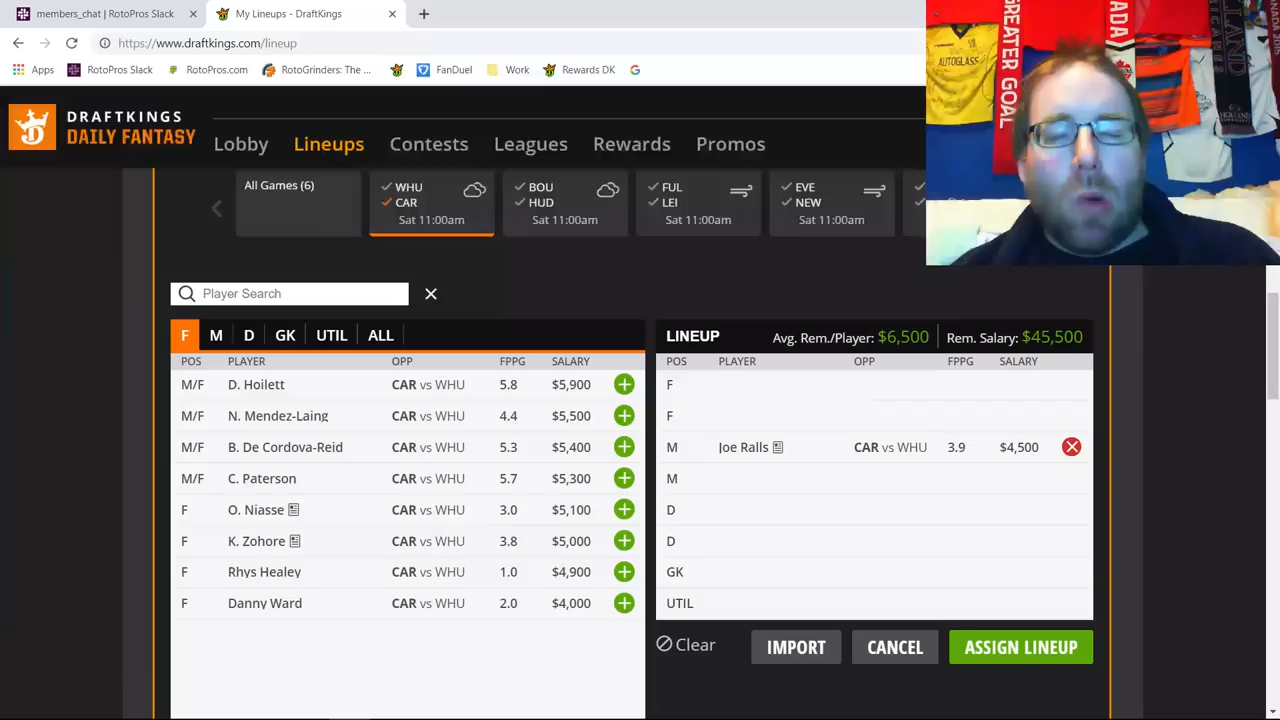 members_chat | RotoPros Slack
My Lineups - DraftKings
https://www.draftkings.com/lineup
Apps
RotoPros Slack
RotoPros.com
RotoGrinders: The ...
FanDuel
Work
Rewards DK
DRAFTKINGS
DAILY FANTASY
Lobby
Lineups
Contests
Leagues
Rewards
Promos
All Games (6)
WHU
CAR
Sat 11:00am
BOU
HUD
Sat 11:00am
FUL
LEI
Sat 11:00am
EVE
NEW
Sat 11:00am
Player Search
F M D GK UTIL ALL
POS PLAYER OPP FPPG SALARY
M/F D. Hoilett CAR vs WHU 5.8 $5,900
M/F N. Mendez-Laing CAR vs WHU 4.4 $5,500
M/F B. De Cordova-Reid CAR vs WHU 5.3 $5,400
M/F C. Paterson CAR vs WHU 5.7 $5,300
F O. Niasse CAR vs WHU 3.0 $5,100
F K. Zohore CAR vs WHU 3.8 $5,000
F Rhys Healey CAR vs WHU 1.0 $4,900
F Danny Ward CAR vs WHU 2.0 $4,000
LINEUP Avg. Rem./Player: $6,500 Rem. Salary: $45,500
POS PLAYER OPP FPPG SALARY
F
F
M Joe Ralls CAR vs WHU 3.9 $4,500
M
D
D
GK
UTIL
Clear
IMPORT
CANCEL
ASSIGN LINEUP
GREATER GOAL
AUTOGLASS